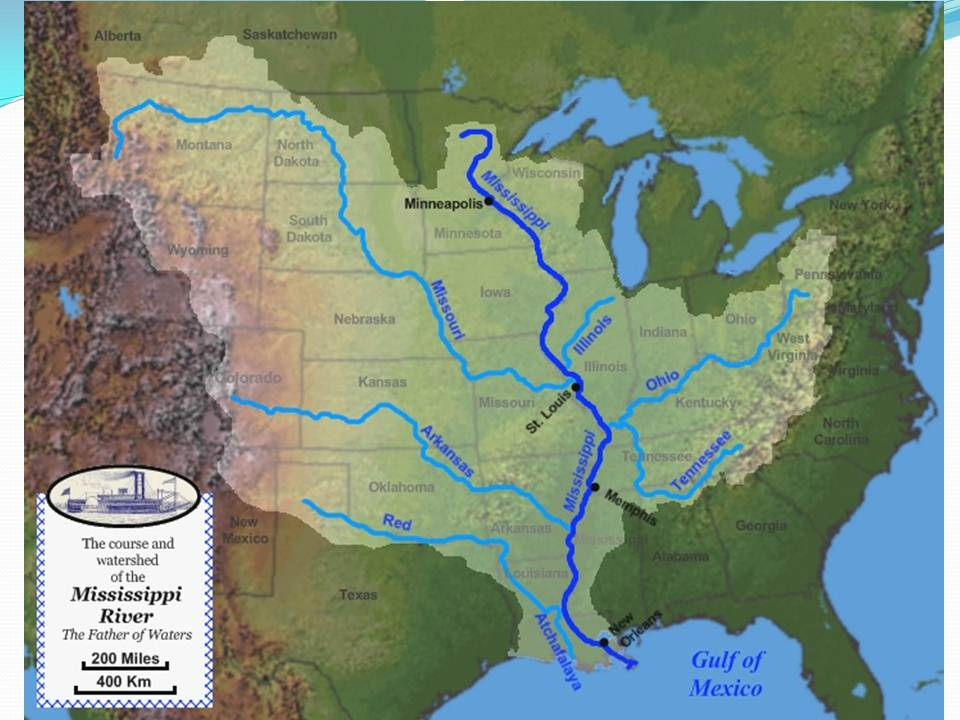 Alberta
Saskatchewan
Montana
North
Dakota
Wisconsin
Mississippi
Minneapolis
Minnesota
New York
South
Dakota
Wyoming
Pennsylvania
Iowa
Missouri
Maryland
Nebraska
Illinois
Indiana
Ohio
West
Virginia
Illinois
Virginia
Colorado
Kansas
Ohio
Missouri
St. Louis
Kentucky
North
Carolina
Arkansas
Mississippi
Tennessee
Tennessee
Oklahoma
Memphis
Red
New
Mexico
Arkansas
Mississippi
Georgia
Alabama
Louisiana
Texas
Atchafalaya
New
Orleans
Gulf of
Mexico
The course and
watershed
of the
Mississippi
River
The Father of Waters
200 Miles
400 Km